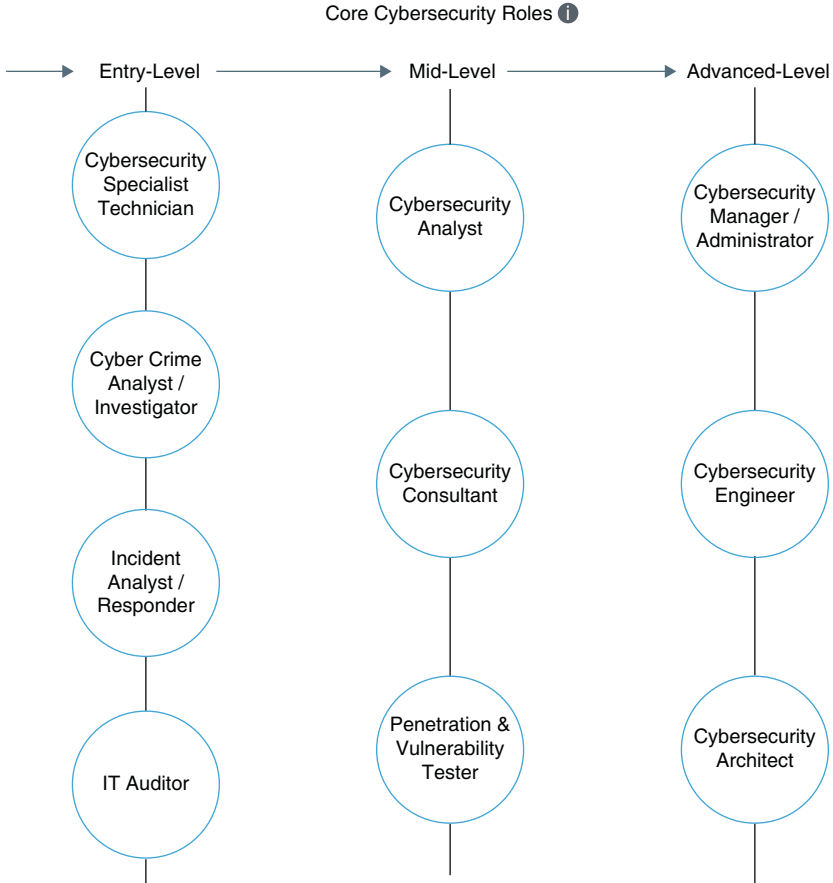 Core Cybersecurity Roles i
Entry-Level
Mid-Level
Advanced-Level
Cybersecurity
Specialist
Technician
Cyber Crime
Analyst /
Investigator
Incident
Analyst /
Responder
IT Auditor
Cybersecurity
Analyst
Cybersecurity
Consultant
Penetration &
Vulnerability
Tester
Cybersecurity
Manager /
Administrator
Cybersecurity
Engineer
Cybersecurity
Architect